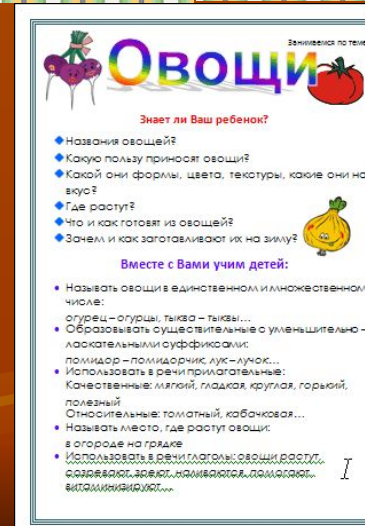 Занимаемся по теме
Овощи
Знает ли Ваш ребенок?
Названия овощей?
Какую пользу приносят овощи?
Какой они формы, цвета, текстуры, какие они на
вкус?
Где растут?
Что и как готовят из овощей?
Зачем и как заготавливают их на зиму?
Вместе с Вами учим детей:
Называть овощи в единственном и множественном
числе:
огурец – огурцы, тыква – тыквы...
Образовывать существительные с уменьшительно –
ласкательными суффиксами:
помидор – помидорчик, лук – лучок...
Использовать в речи прилагательные:
Качественные: мягкий, гладкая, круглая, горький,
полезный
Относительные: томатный, кабачковая...
Называть место, где растут овощи:
в огороде на грядке
Использовать в речи глаголы: овощи растут,
созревают, зреют, наливаются, помогают,
витаминизируют...